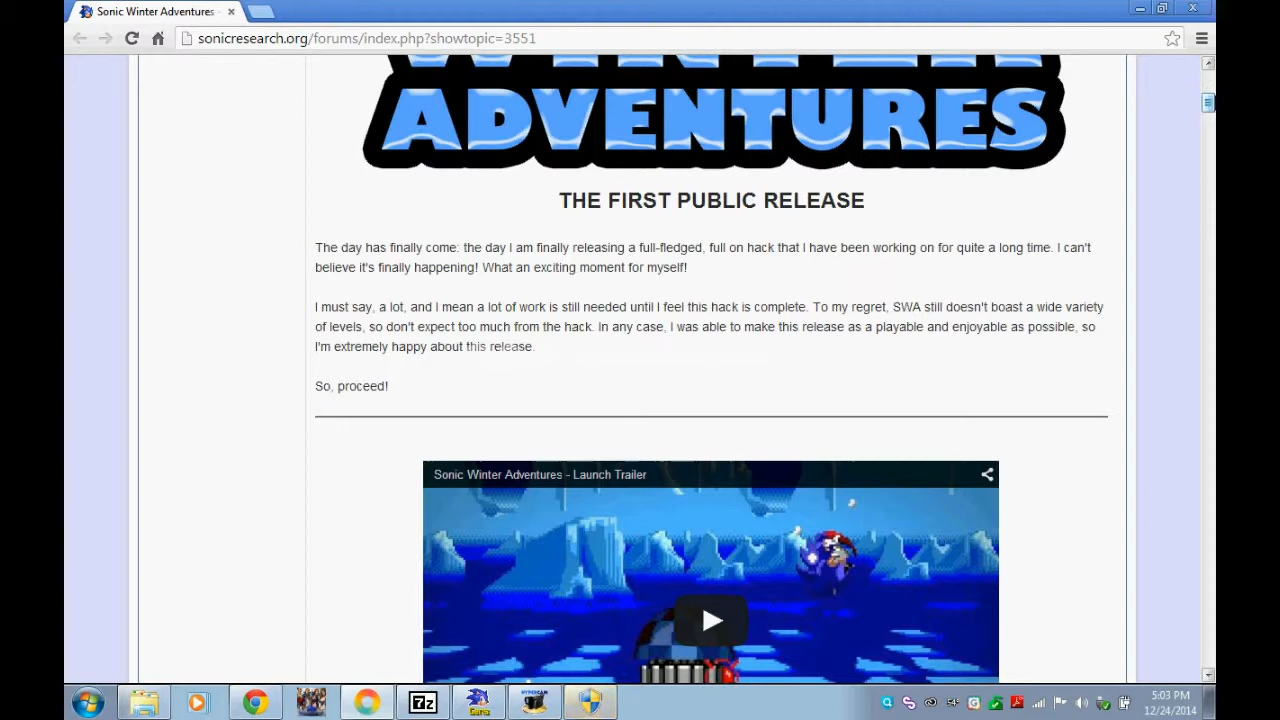 Sonic Winter Adventures
sonicresearch.org/forums/index.php?showtopic=3551
WINTER
ADVENTURES
THE FIRST PUBLIC RELEASE
The day has finally come: the day I am finally releasing a full-fledged, full on hack that I have been working on for quite a long time. I can't
believe it's finally happening! What an exciting moment for myself!
I must say, a lot, and I mean a lot of work is still needed until I feel this hack is complete. To my regret, SWA still doesn't boast a wide variety
of levels, so don't expect too much from the hack. In any case, I was able to make this release as a playable and enjoyable as possible, so
I'm extremely happy about this release.
So, proceed!
Sonic Winter Adventures - Launch Trailer
7z
HYPERCAM
54°
5:03 PM
12/24/2014